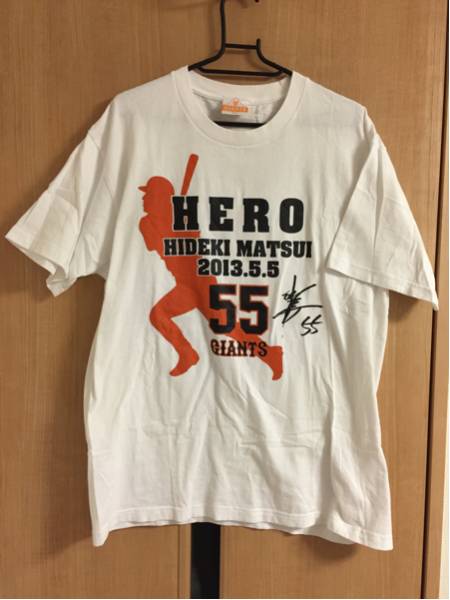 HERO
HIDEKI MATSUI
2013.5.5
55
GIANTS
55